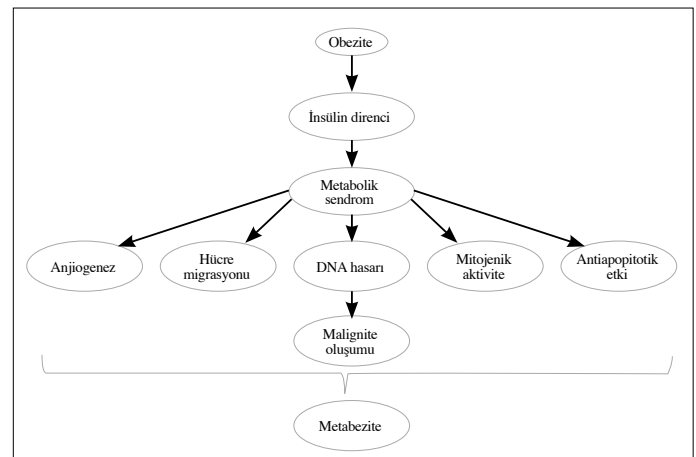 Obezite
İnsülin direnci
Metabolik
sendrom
Anjiogenez
Hücre
migrasyonu
DNA hasarı
Mitojenik
aktivite
Antiapopitotik
etki
Malignite
oluşumu
Metabezite